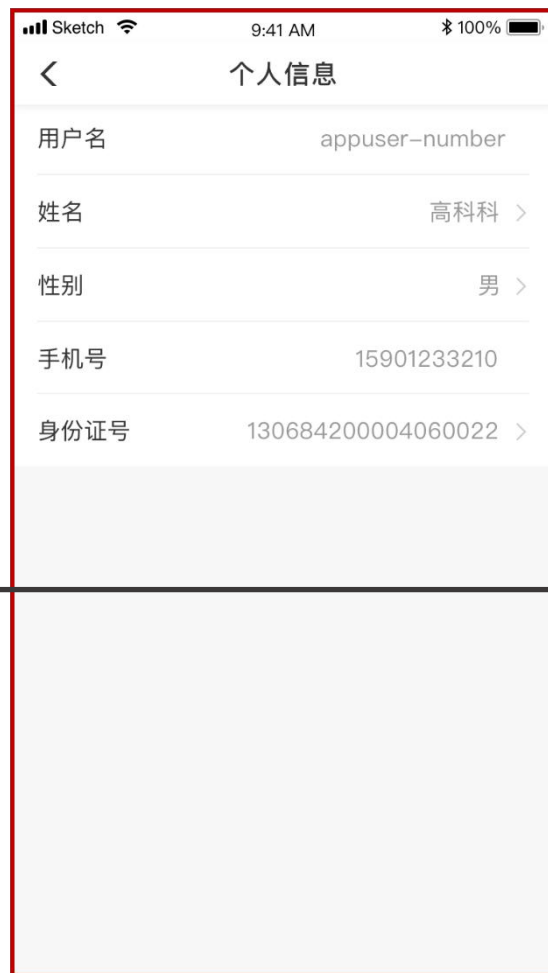 Sketch 9:41 AM 100%
个人信息
用户名 appuser-number
姓名 高科科
性别 男
手机号 15901233210
身份证号 130684200004060022